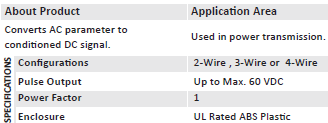 About Product Application Area
Converts AC parameter to
conditioned DC signal. Used in power transmission.
SPECIFICATIONS
Configurations 2-Wire , 3-Wire or 4-Wire
Pulse Output Up to Max. 60 VDC
Power Factor 1
Enclosure UL Rated ABS Plastic